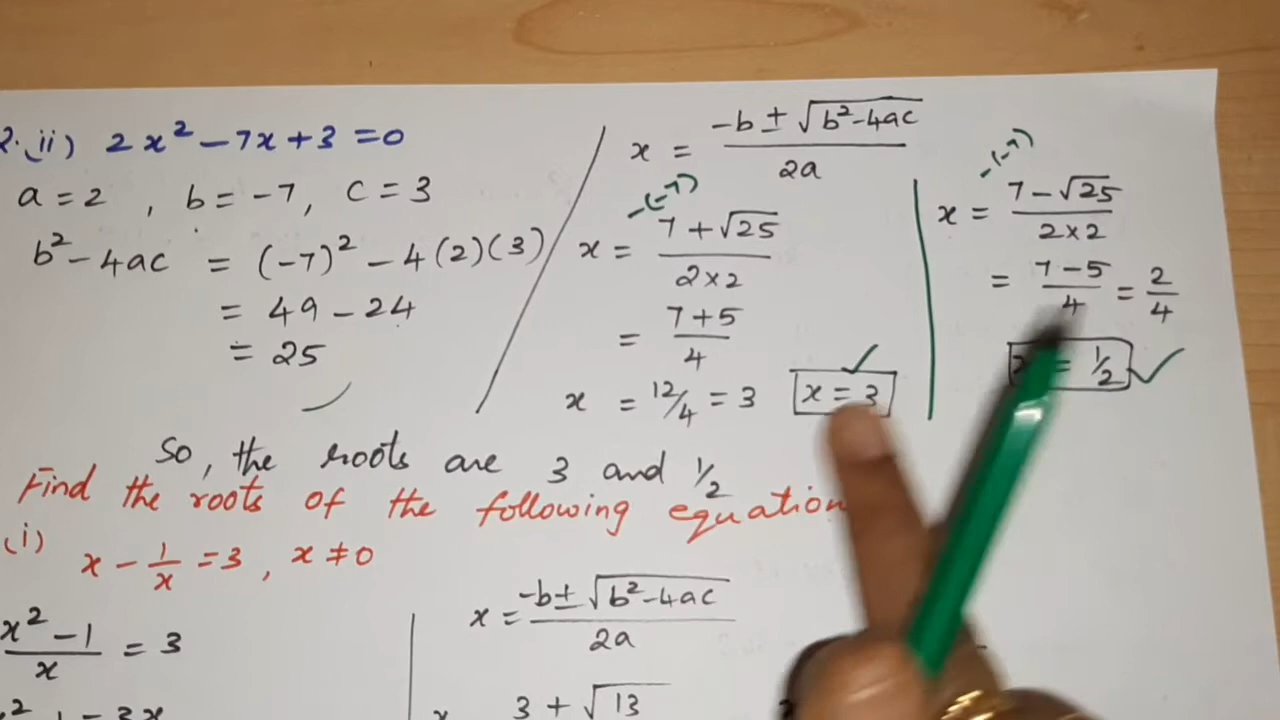 2.(ii) 2x² - 7x + 3 = 0
a = 2 , b = -7, c = 3
b² - 4ac = (-7)² - 4(2)(3)
= 49 - 24
= 25
x = (-b ± √(b² - 4ac))/(2a)
-(-7)
x = (7 + √25)/(2×2)
= (7 + 5)/4
x = 12/4 = 3 x = 3 ✓
-(-7)
x = (7 - √25)/(2×2)
= (7 - 5)/4 = 2/4
= 1/2 ✓
So, the roots are 3 and 1/2
Find the roots of the following equation
(i) x - 1/x = 3 , x ≠ 0
(x² - 1)/x = 3
= 3x
x = (-b ± √(b² - 4ac))/(2a)
3 + √13